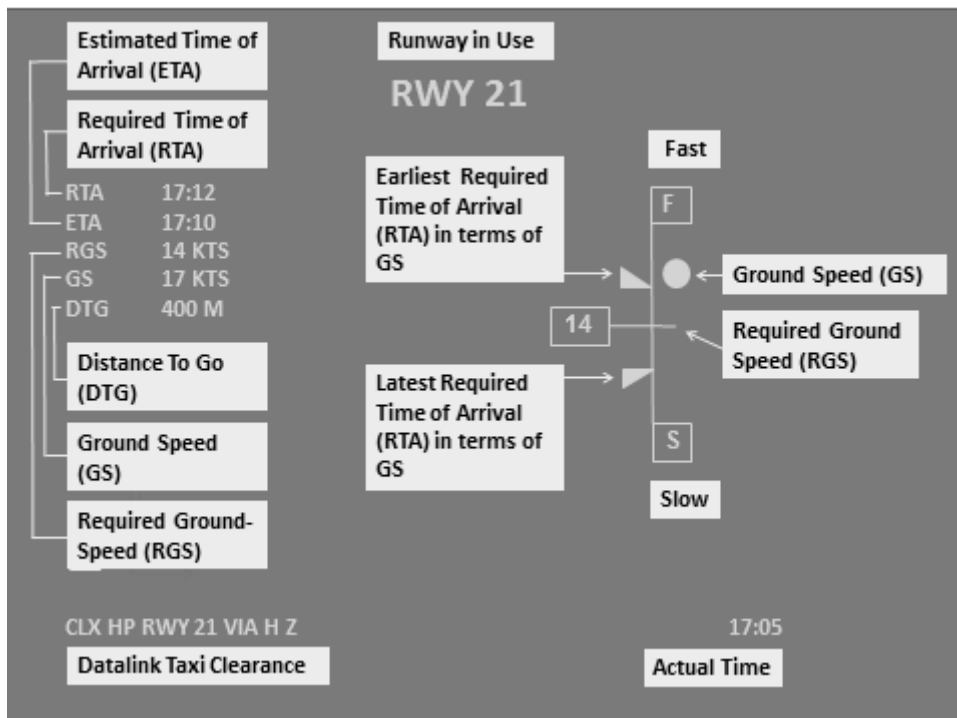 Estimated Time of
Arrival (ETA)
Required Time of
Arrival (RTA)
RTA 17:12
ETA 17:10
RGS 14 KTS
GS 17 KTS
DTG 400 M
Distance To Go
(DTG)
Ground Speed
(GS)
Required Ground-
Speed (RGS)
Runway in Use
RWY 21
Earliest Required
Time of Arrival
(RTA) in terms of
GS
14
Latest Required
Time of Arrival
(RTA) in terms of
GS
Fast
F
Ground Speed (GS)
Required Ground
Speed (RGS)
S
Slow
CLX HP RWY 21 VIA H Z
Datalink Taxi Clearance
17:05
Actual Time